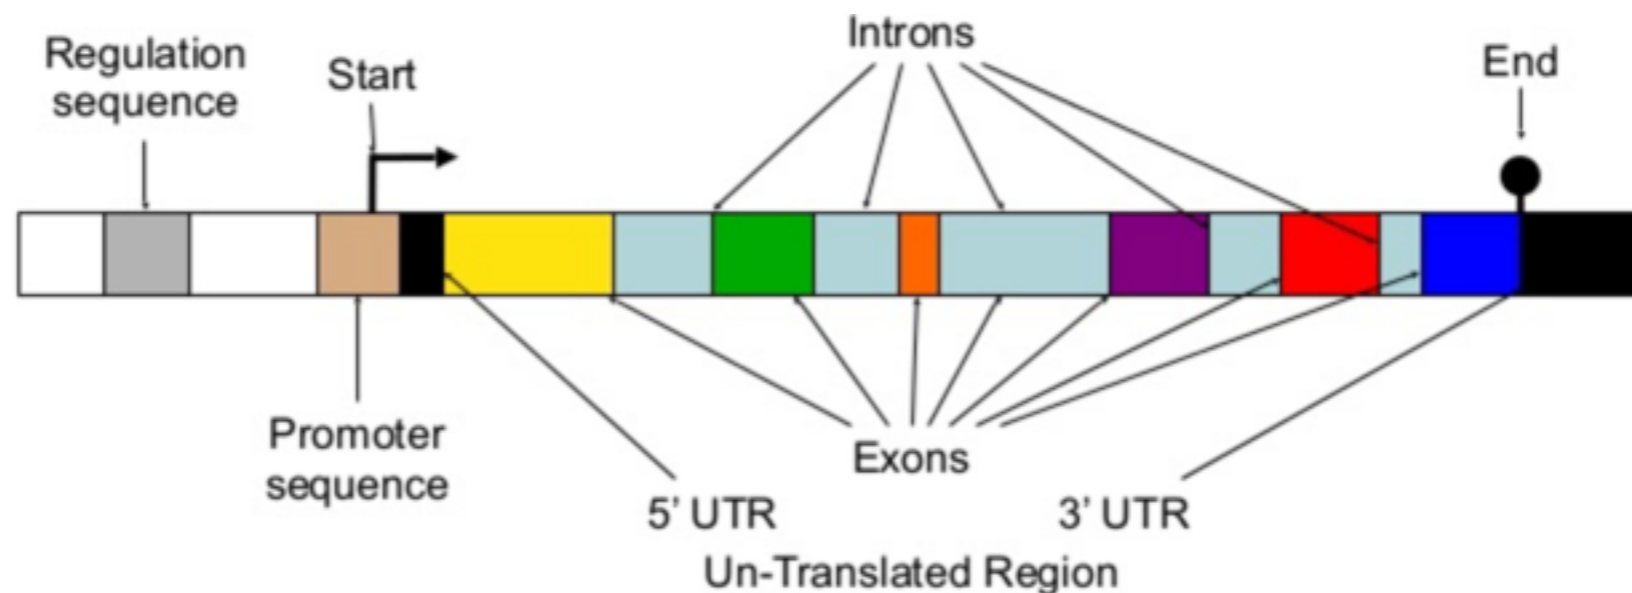 Introns
Regulation
sequence
Start
End
Promoter
sequence
Exons
5’ UTR
3’ UTR
Un-Translated Region